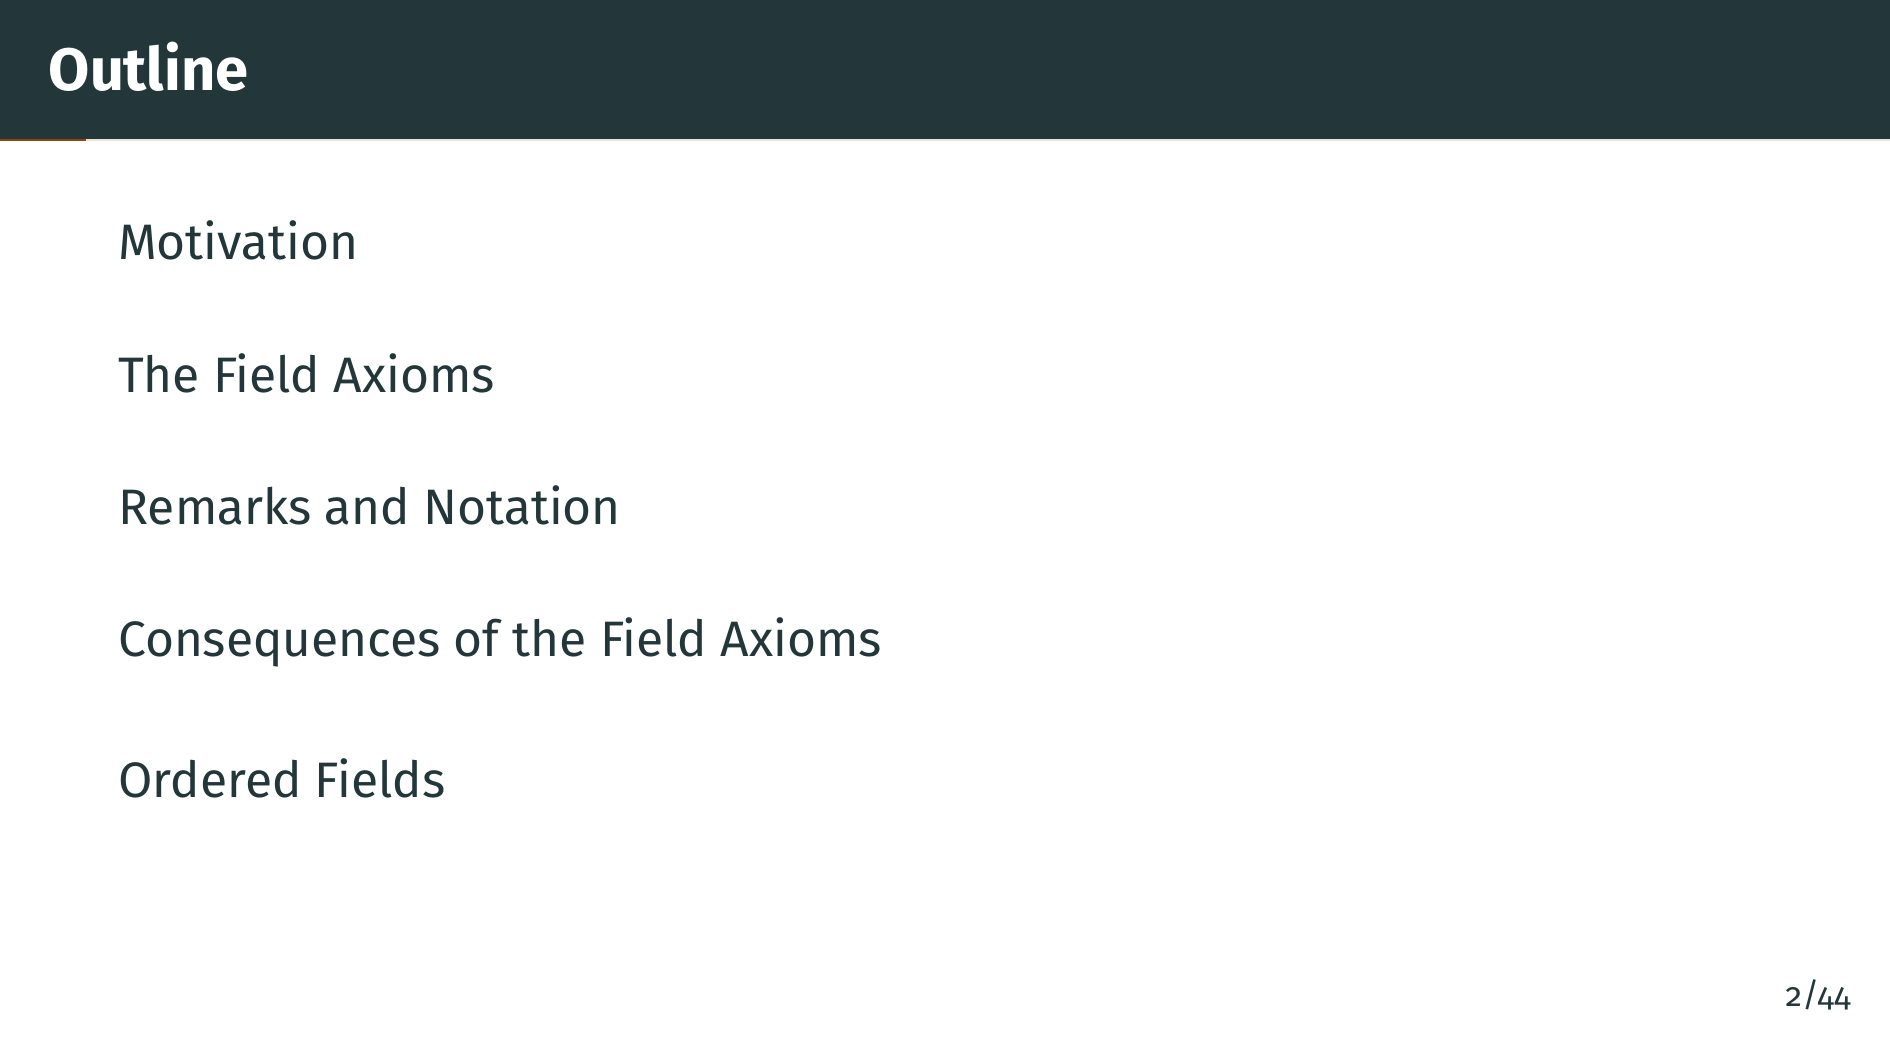 Outline
Motivation
The Field Axioms
Remarks and Notation
Consequences of the Field Axioms
Ordered Fields
2/44